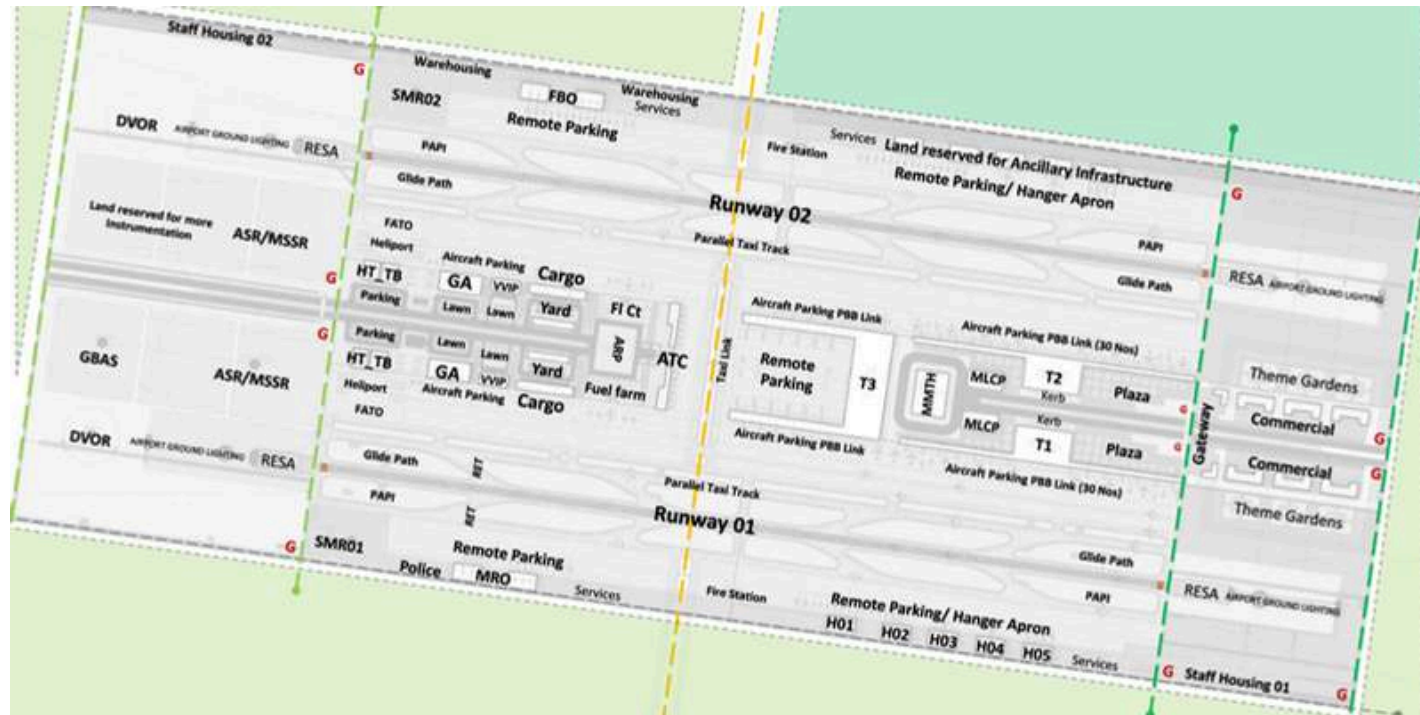 Staff Housing 02
G
Warehousing
SMR02
FBO
Warehousing
Services
Remote Parking
DVOR
AIRPORT GROUND LIGHTING
RESA
PAPI
Glide Path
Fire Station
Services
Land reserved for Ancillary Infrastructure
Remote Parking/ Hanger Apron
G
Runway 02
Parallel Taxi Track
PAPI
Glide Path
RESA
AIRPORT GROUND LIGHTING
Land reserved for more
Instrumentation
ASR/MSSR
G
FATO
Heliport
HT_TB
Parking
Aircraft Parking
GA
VVIP
Cargo
Lawn
Lawn
Yard
Fl Ct
ARP
ATC
Taxi Link
G
Parking
HT_TB
Heliport
FATO
Lawn
Lawn
GA
VVIP
Yard
Aircraft Parking
Cargo
Fuel farm
GBAS
ASR/MSSR
Aircraft Parking PBB Link
Remote
Parking
T3
Aircraft Parking PBB Link
Aircraft Parking PBB Link (30 Nos)
MMTH
MLCP
T2
Kerb
Plaza
G
Kerb
MLCP
T1
Plaza
G
Aircraft Parking PBB Link (30 Nos)
Gateway
Theme Gardens
Commercial
G
Commercial
G
Theme Gardens
DVOR
AIRPORT GROUND LIGHTING
RESA
Glide Path
RET
PAPI
RET
Parallel Taxi Track
Runway 01
Glide Path
PAPI
RESA
AIRPORT GROUND LIGHTING
G
SMR01
Remote Parking
Police
MRO
Services
Fire Station
Remote Parking/ Hanger Apron
H01
H02
H03
H04
H05
Services
G
Staff Housing 01
G